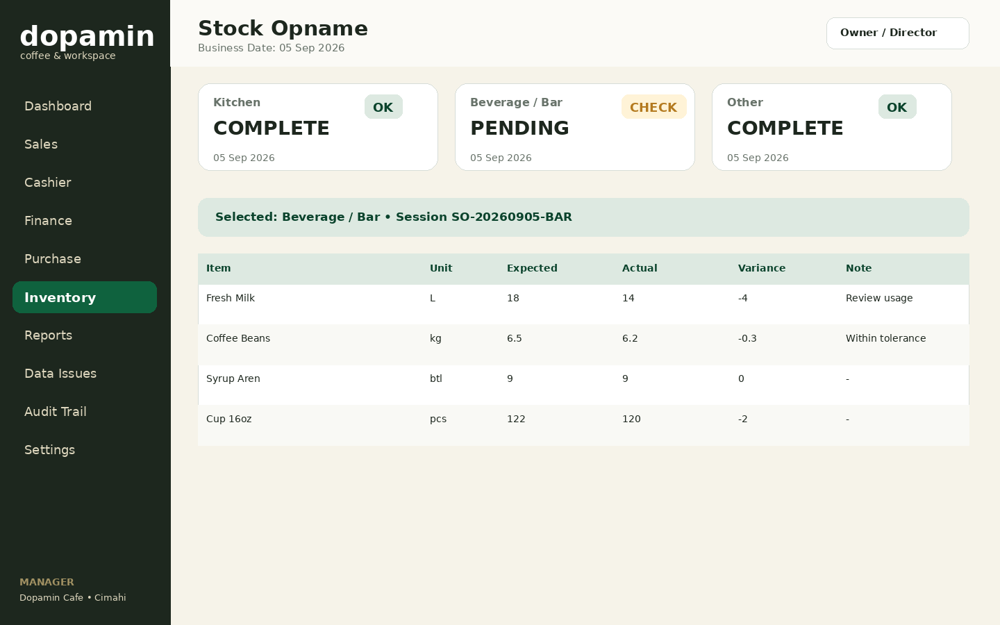 dopamin
coffee & workspace
Dashboard
Sales
Cashier
Finance
Purchase
Inventory
Reports
Data Issues
Audit Trail
Settings
MANAGER
Dopamin Cafe • Cimahi
Stock Opname
Business Date: 05 Sep 2026
Owner / Director
Kitchen
OK
COMPLETE
05 Sep 2026
Beverage / Bar
CHECK
PENDING
05 Sep 2026
Other
OK
COMPLETE
05 Sep 2026
Selected: Beverage / Bar • Session SO-20260905-BAR
Item Unit Expected Actual Variance Note
Fresh Milk L 18 14 -4 Review usage
Coffee Beans kg 6.5 6.2 -0.3 Within tolerance
Syrup Aren btl 9 9 0 -
Cup 16oz pcs 122 120 -2 -